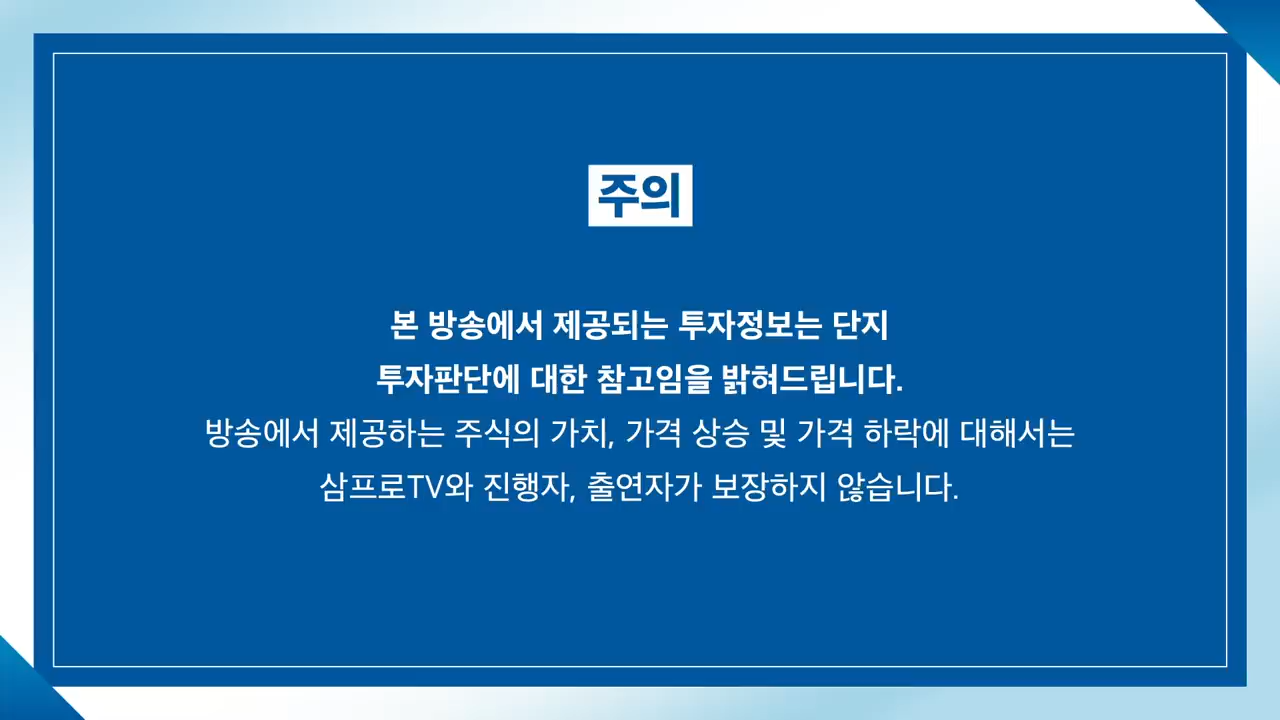 주의
본 방송에서 제공되는 투자정보는 단지
투자판단에 대한 참고임을 밝혀드립니다.
방송에서 제공하는 주식의 가치, 가격 상승 및 가격 하락에 대해서는
삼프로TV와 진행자, 출연자가 보장하지 않습니다.